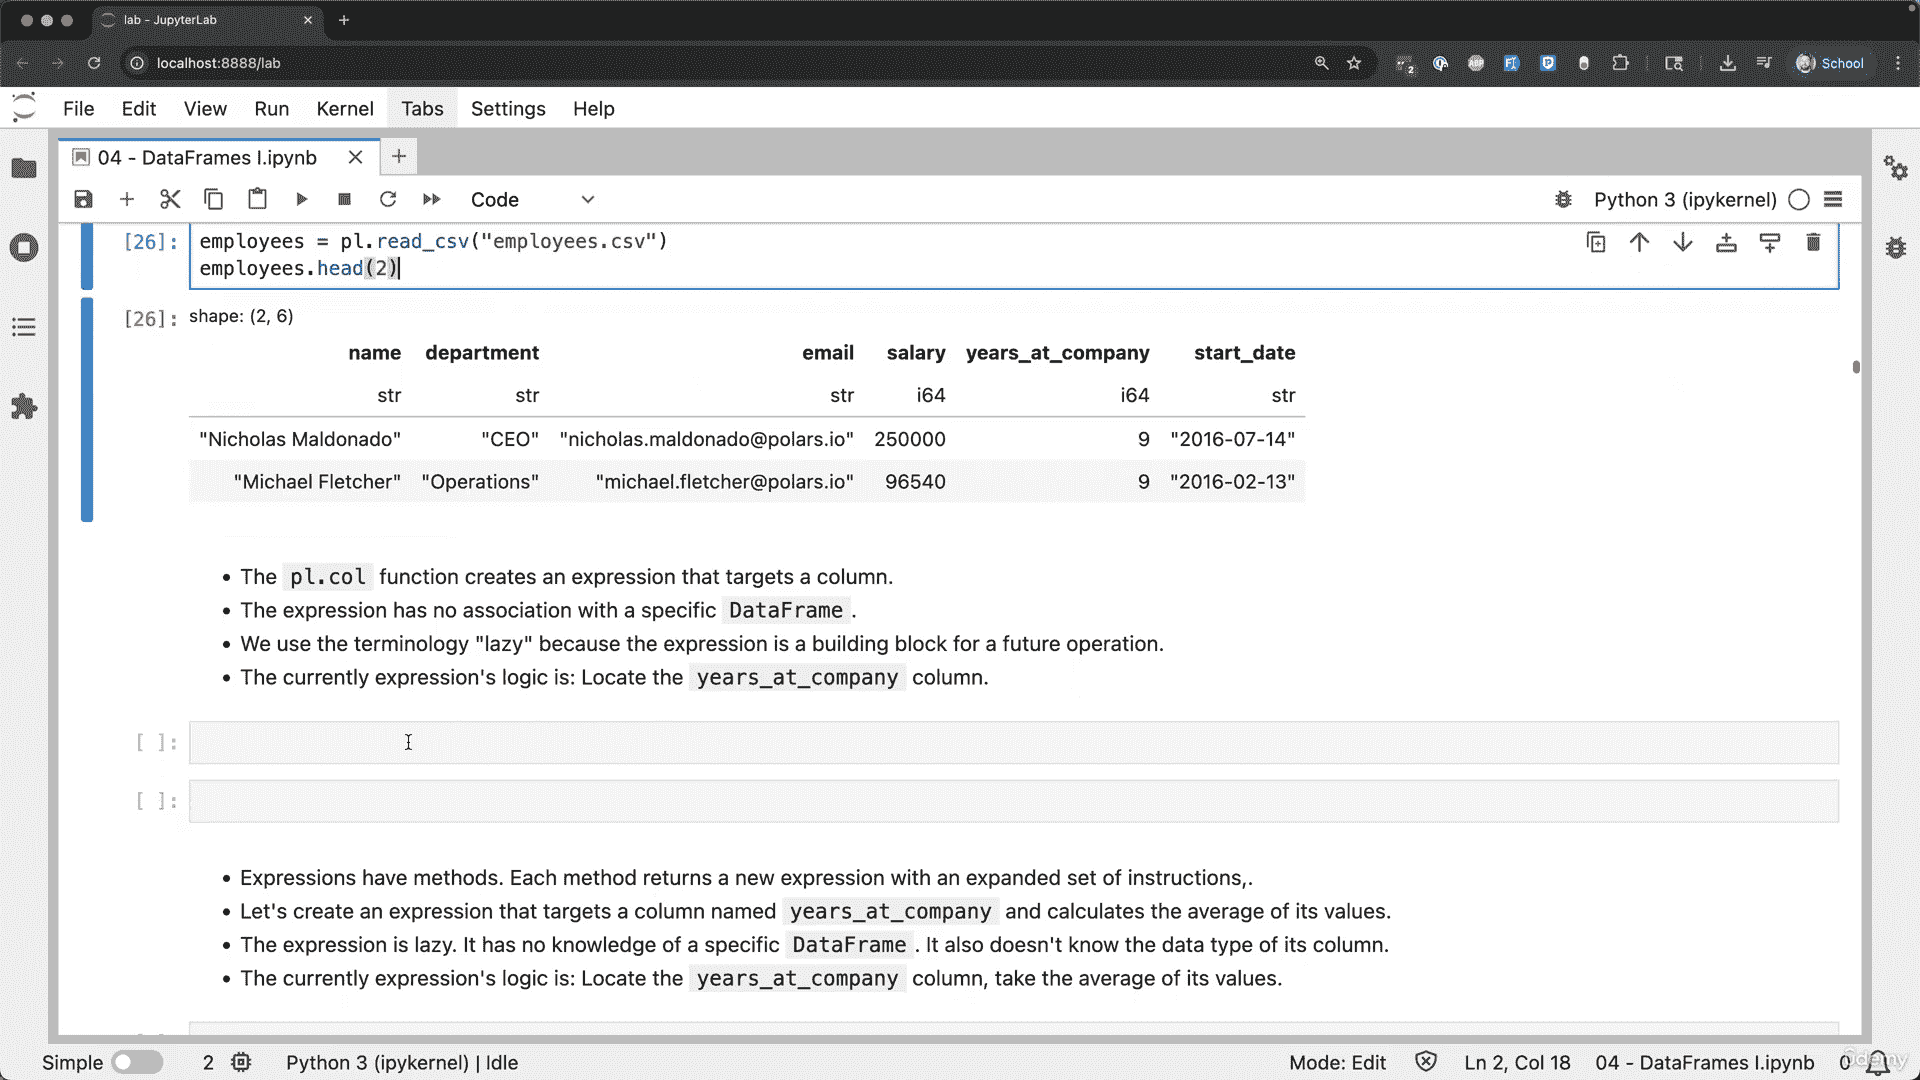 lab - JupyterLab
localhost:8888/lab
2
ABP
School
File Edit View Run Kernel Tabs Settings Help
04 - DataFrames I.ipynb
Code
Python 3 (ipykernel)
[26]: employees = pl.read_csv("employees.csv")
employees.head(2)
[26]: shape: (2, 6)
name department email salary years_at_company start_date
str str str i64 i64 str
"Nicholas Maldonado" "CEO" "nicholas.maldonado@polars.io" 250000 9 "2016-07-14"
"Michael Fletcher" "Operations" "michael.fletcher@polars.io" 96540 9 "2016-02-13"
• The pl.col function creates an expression that targets a column.
• The expression has no association with a specific DataFrame.
• We use the terminology "lazy" because the expression is a building block for a future operation.
• The currently expression's logic is: Locate the years_at_company column.
[ ]:
[ ]:
• Expressions have methods. Each method returns a new expression with an expanded set of instructions,.
• Let's create an expression that targets a column named years_at_company and calculates the average of its values.
• The expression is lazy. It has no knowledge of a specific DataFrame. It also doesn't know the data type of its column.
• The currently expression's logic is: Locate the years_at_company column, take the average of its values.
Simple 2 Python 3 (ipykernel) | Idle Mode: Edit Ln 2, Col 18 04 - DataFrames I.ipynb 0
udemy